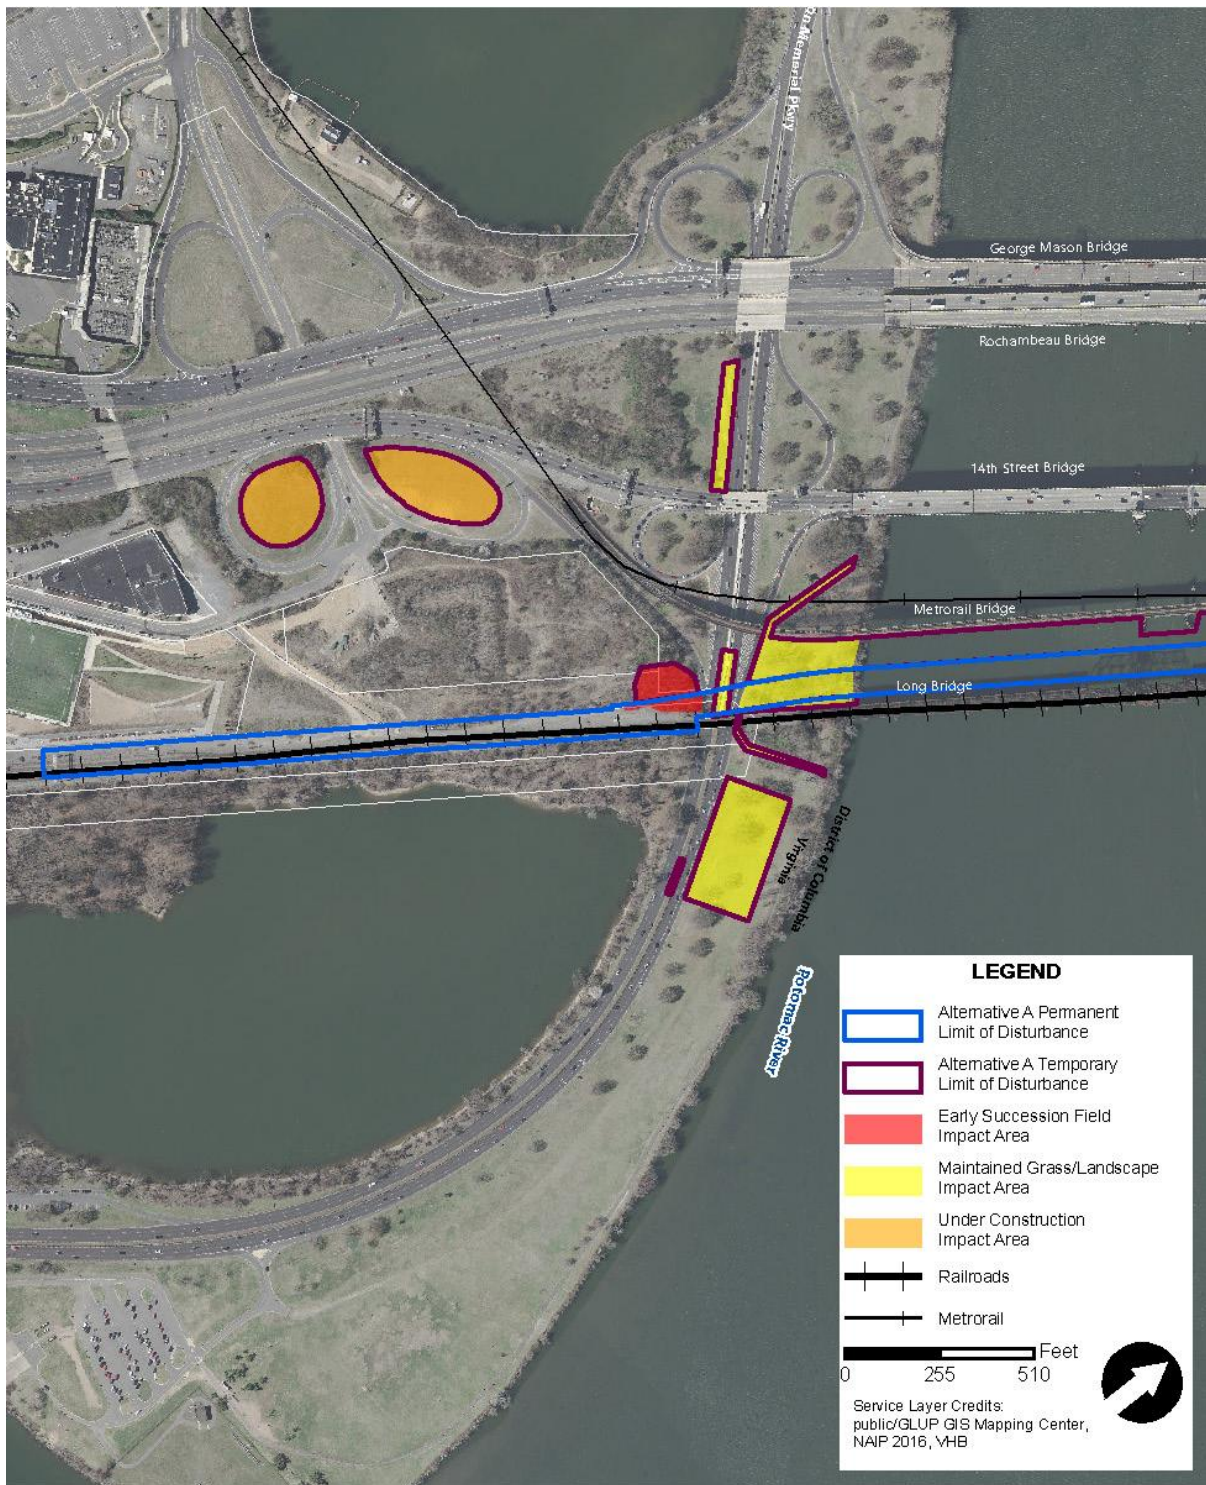 Memorial Pkwy
George Mason Bridge
Rochambeau Bridge
14th Street Bridge
Metrorail Bridge
Long Bridge
District of Columbia
Virginia
Potomac River
LEGEND
Alternative A Permanent
Limit of Disturbance
Alternative A Temporary
Limit of Disturbance
Early Succession Field
Impact Area
Maintained Grass/Landscape
Impact Area
Under Construction
Impact Area
Railroads
Metrorail
Feet
0 255 510
Service Layer Credits:
public/GLUP GIS Mapping Center,
NAIP 2016, VHB